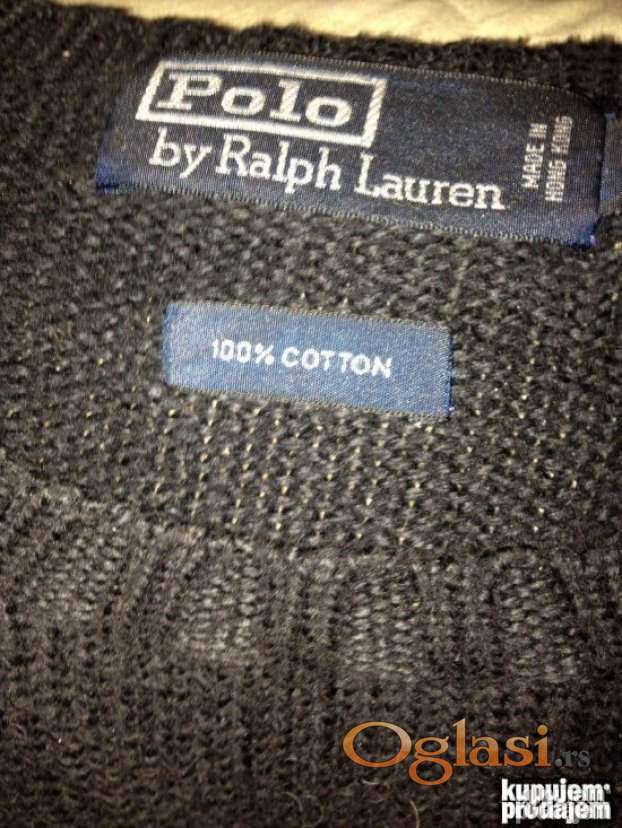 Polo
by Ralph Lauren
MADE IN
HONG KONG
100% COTTON
Oglasi.rs
kupujem
prodajem